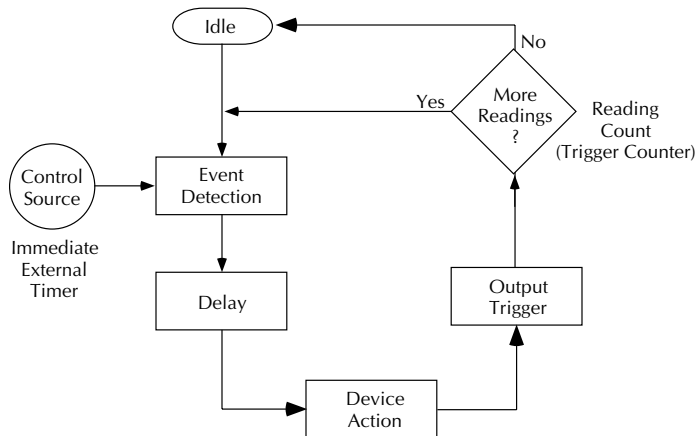 Idle
No
More
Readings
?
Yes
Reading
Count
(Trigger Counter)
Control
Source
Event
Detection
Immediate
External
Timer
Delay
Output
Trigger
Device
Action